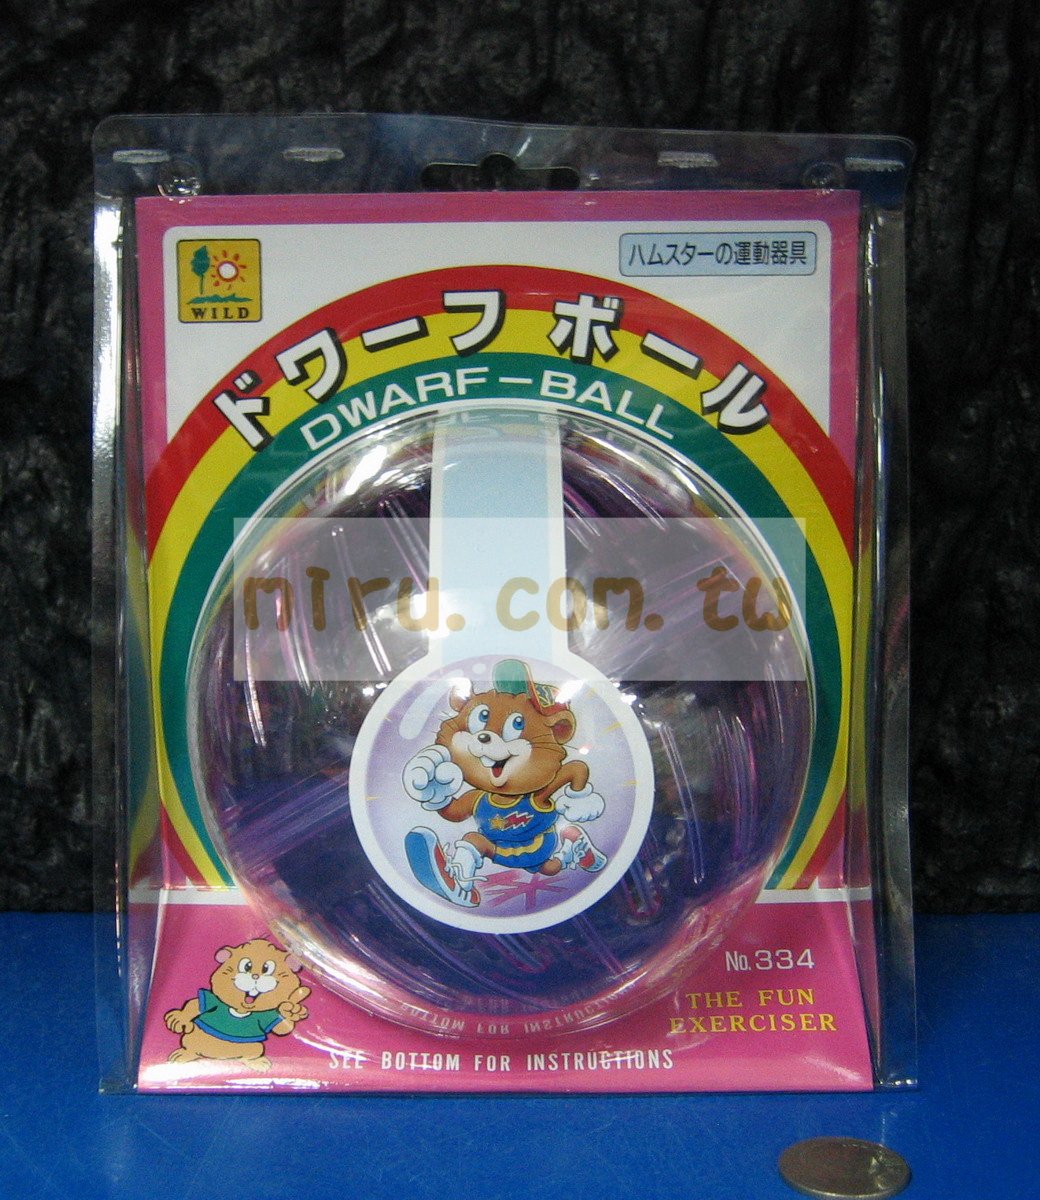 WILD
ハムスターの運動器具
ドワーフ ボール
DWARF-BALL
miru.com.tw
No.334
THE FUN
EXERCISER
SEE BOTTOM FOR INSTRUCTIONS